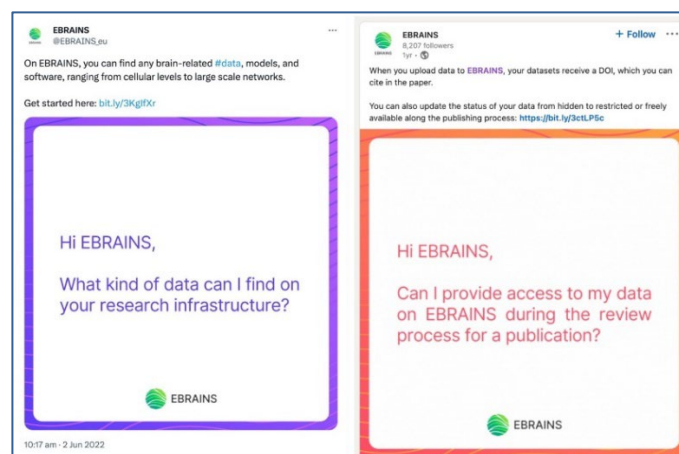 EBRAINS
@EBRAINS_eu
On EBRAINS, you can find any brain-related #data, models, and
software, ranging from cellular levels to large scale networks.
Get started here: bit.ly/3KglfXr
Hi EBRAINS,
What kind of data can I find on
your research infrastructure?
EBRAINS
10:17 am - 2 Jun 2022
EBRAINS
8,207 followers
1yr •
+ Follow
When you upload data to EBRAINS, your datasets receive a DOI, which you can
cite in the paper.
You can also update the status of your data from hidden to restricted or freely
available along the publishing process: https://bit.ly/3ctLP5c
Hi EBRAINS,
Can I provide access to my data
on EBRAINS during the review
process for a publication?
EBRAINS